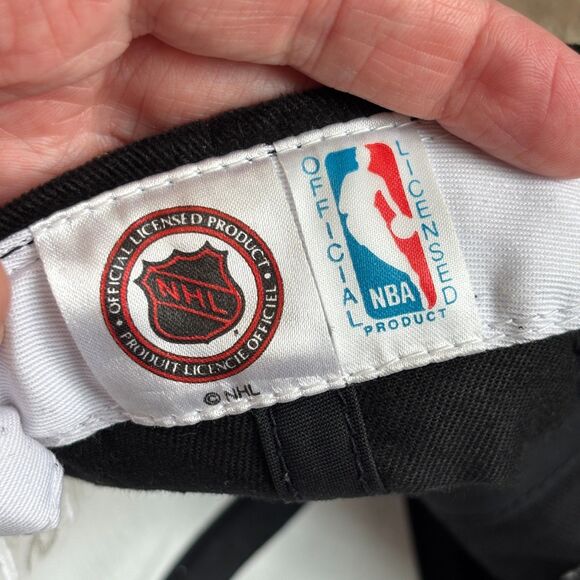 OFFICIAL LICENSED PRODUCT
NHL
PRODUIT LICENCIE OFFICIEL
© NHL
OFFICIAL
LICENSED
NBA
PRODUCT